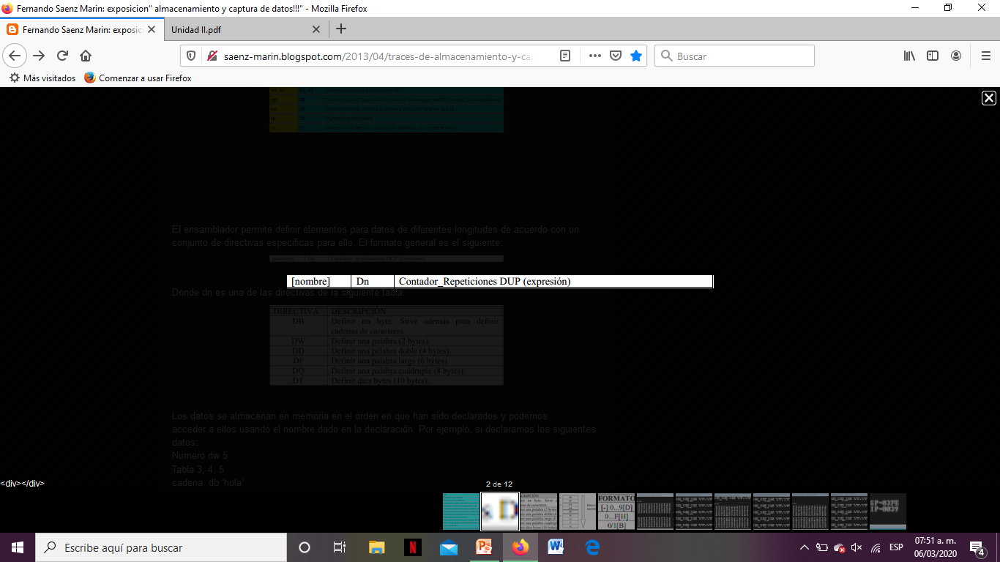 Fernando Saenz Marin: exposicion" almacenamiento y captura de datos!!!" - Mozilla Firefox
Fernando Saenz Marin: exposic
Unidad II.pdf
saenz-marin.blogspot.com/2013/04/traces-de-almacenamiento-y-ca
Buscar
Más visitados
Comenzar a usar Firefox
El ensamblador permite definir elementos para datos de diferentes longitudes de acuerdo con un
conjunto de directivas especificas para ello. El formato general es el siguiente:
[nombre] Dn Contador_Repeticiones DUP (expresión)
[nombre] Dn Contador_Repeticiones DUP (expresión)
Donde dn es una de las directivas de la siguiente tabla:
DIRECTIVA DESCRIPCIÓN
DB Definir un byte. Sirve además para definir
cadenas de caracteres.
DW Definir una palabra (2 bytes).
DD Definir una palabra doble (4 bytes)
DF Definir una palabra larga (6 bytes).
DQ Definir una palabra cuádruple (8 bytes).
DT Definir diez bytes (10 bytes).
Los datos se almacenan en memoria en el orden en que han sido declarados y podemos
acceder a ellos usando el nombre dado en la declaración. Por ejemplo, si declaramos los siguientes
datos:
Numero dw 5
Tabla 3, 4, 5
cadena db 'hola'
<div></div>
2 de 12
FORMATO
[-] 0...9[D]
0...F[H]
0/1[B]
Escribe aquí para buscar
ESP
07:51 a. m.
06/03/2020
4